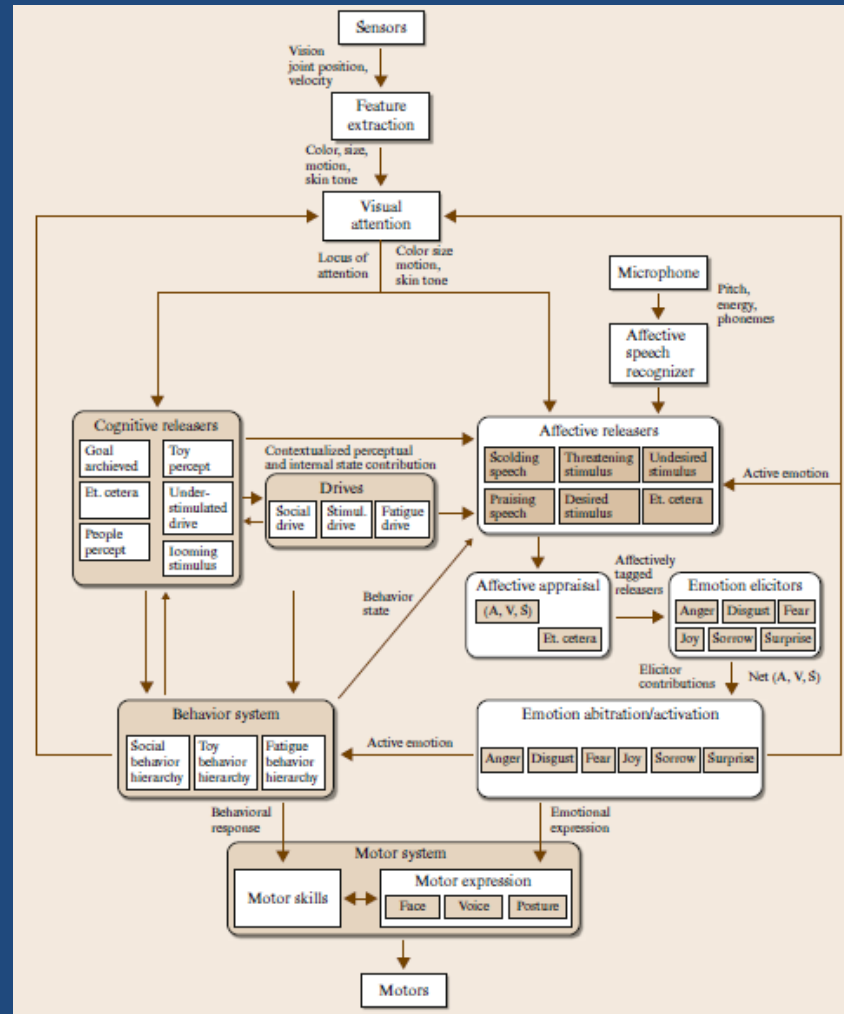 Sensors
Vision
joint position,
velocity
Feature
extraction
Color, size,
motion,
skin tone
Visual
attention
Locus of
attention
Color size
motion,
skin tone
Microphone
Pitch,
energy,
phonemes
Affective
speech
recognizer
Cognitive releasers
Goal
archieved
Toy
percept
Et. cetera
Under-
stimulated
drive
People
percept
Iooming
stimulus
Contextualized perceptual
and internal state contribution
Drives
Social
drive
Stimul.
drive
Fatigue
drive
Affective releasers
Scolding
speech
Threatening
stimulus
Undesired
stimulus
Praising
speech
Desired
stimulus
Et. cetera
Active emotion
Behavior
state
Affective appraisal
(A, V, S)
Et. cetera
Affectively
tagged
releasers
Emotion elicitors
Anger
Disgust
Fear
Joy
Sorrow
Surprise
Elicitor
contributions
Net (A, V, S)
Behavior system
Social
behavior
hierarchy
Toy
behavior
hierarchy
Fatigue
behavior
hierarchy
Active emotion
Emotion abitration/activation
Anger
Disgust
Fear
Joy
Sorrow
Surprise
Behavioral
response
Emotional
expression
Motor system
Motor skills
Motor expression
Face
Voice
Posture
Motors